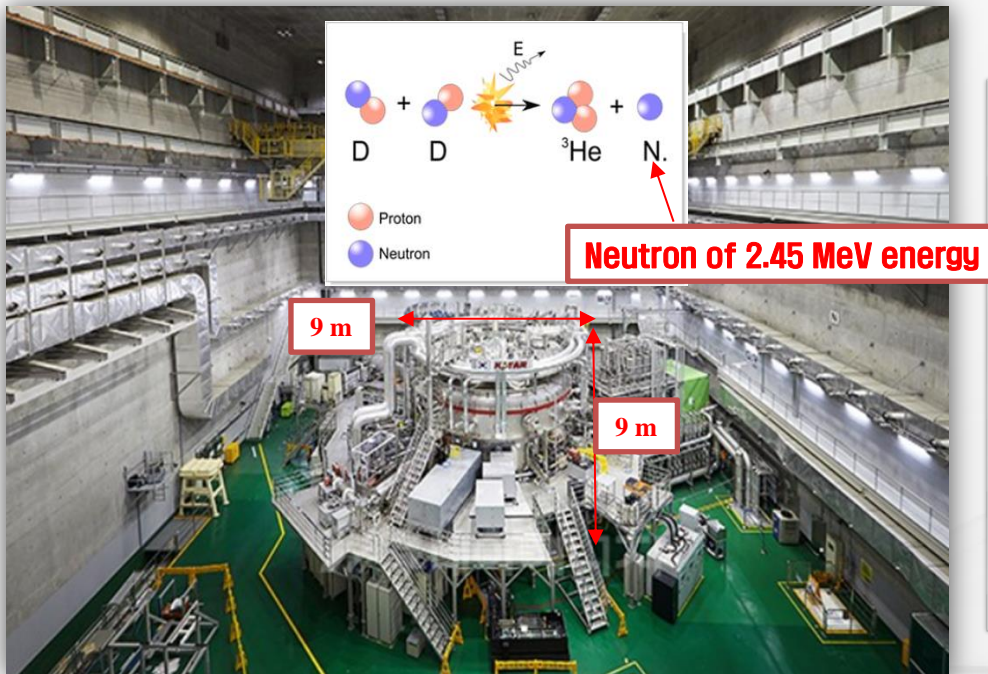 E
+
+
D
D
³He
N.
Proton
Neutron
Neutron of 2.45 MeV energy
9 m
KSTAR
9 m